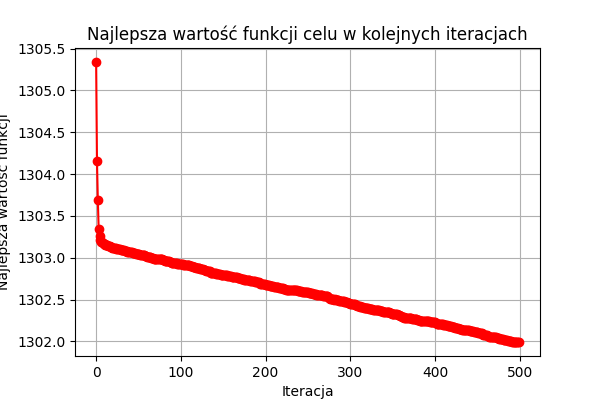 Najlepsza wartość funkcji celu w kolejnych iteracjach
Najlepsza wartość funkcji
1305.5
1305.0
1304.5
1304.0
1303.5
1303.0
1302.5
1302.0
0 100 200 300 400 500
Iteracja